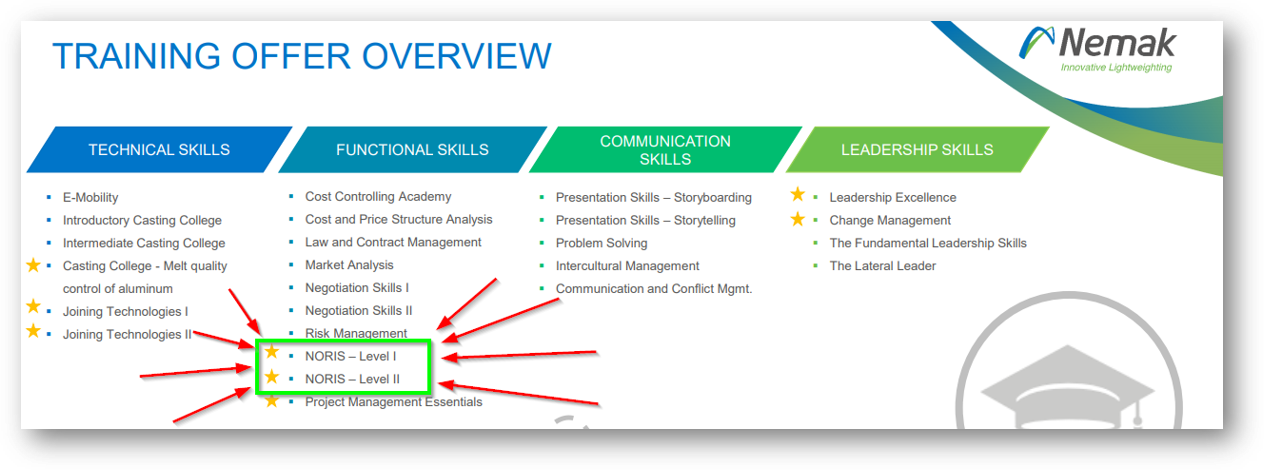 TRAINING OFFER OVERVIEW
Nemak
Innovative Lightweighting
TECHNICAL SKILLS
E-Mobility
Introductory Casting College
Intermediate Casting College
Casting College - Melt quality
control of aluminum
Joining Technologies I
Joining Technologies II
FUNCTIONAL SKILLS
Cost Controlling Academy
Cost and Price Structure Analysis
Law and Contract Management
Market Analysis
Negotiation Skills I
Negotiation Skills II
Risk Management
NORIS – Level I
NORIS – Level II
Project Management Essentials
COMMUNICATION
SKILLS
Presentation Skills – Storyboarding
Presentation Skills – Storytelling
Problem Solving
Intercultural Management
Communication and Conflict Mgmt.
LEADERSHIP SKILLS
Leadership Excellence
Change Management
The Fundamental Leadership Skills
The Lateral Leader